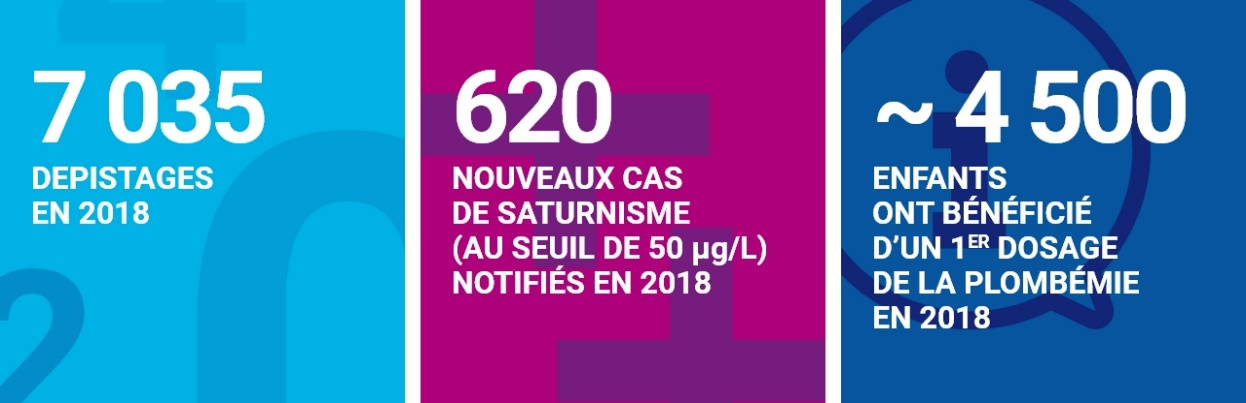 7 035
DEPISTAGES
EN 2018
620
NOUVEAUX CAS
DE SATURNISME
(AU SEUIL DE 50 µg/L)
NOTIFIÉS EN 2018
~ 4 500
ENFANTS
ONT BÉNÉFICIÉ
D’UN 1ER DOSAGE
DE LA PLOMBÉMIE
EN 2018